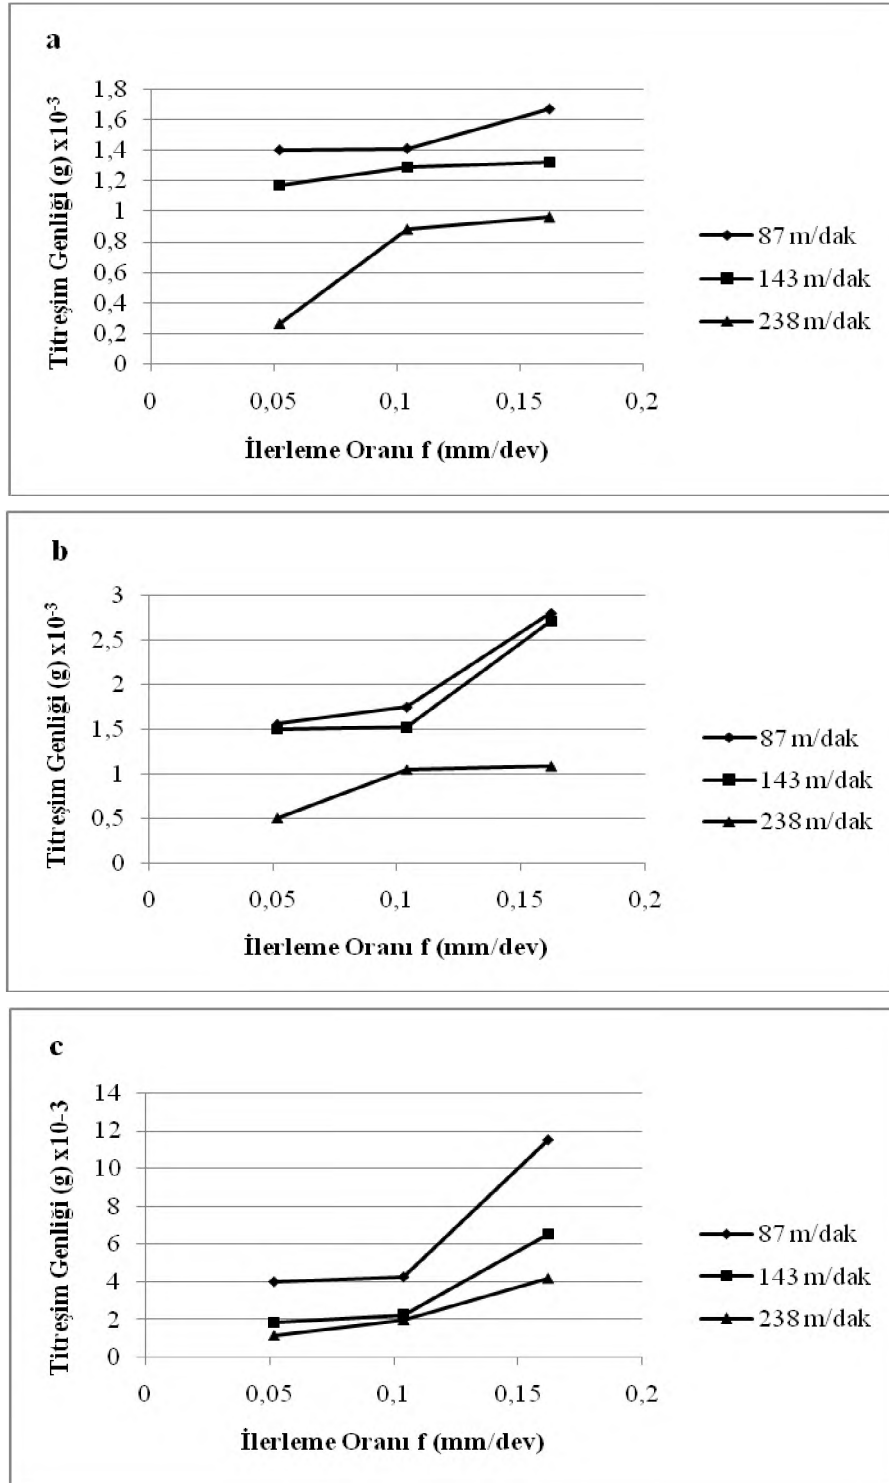 a
Titreşim Genliği (g) x10⁻³
1,8
1,6
1,4
1,2
1
0,8
0,6
0,4
0,2
0
0 0,05 0,1 0,15 0,2
İlerleme Oranı f (mm/dev)
87 m/dak
143 m/dak
238 m/dak
b
Titreşim Genliği (g) x10⁻³
3
2,5
2
1,5
1
0,5
0
0 0,05 0,1 0,15 0,2
İlerleme Oranı f (mm/dev)
87 m/dak
143 m/dak
238 m/dak
c
Titreşim Genliği (g) x10-3
14
12
10
8
6
4
2
0
0 0,05 0,1 0,15 0,2
İlerleme Oranı f (mm/dev)
87 m/dak
143 m/dak
238 m/dak